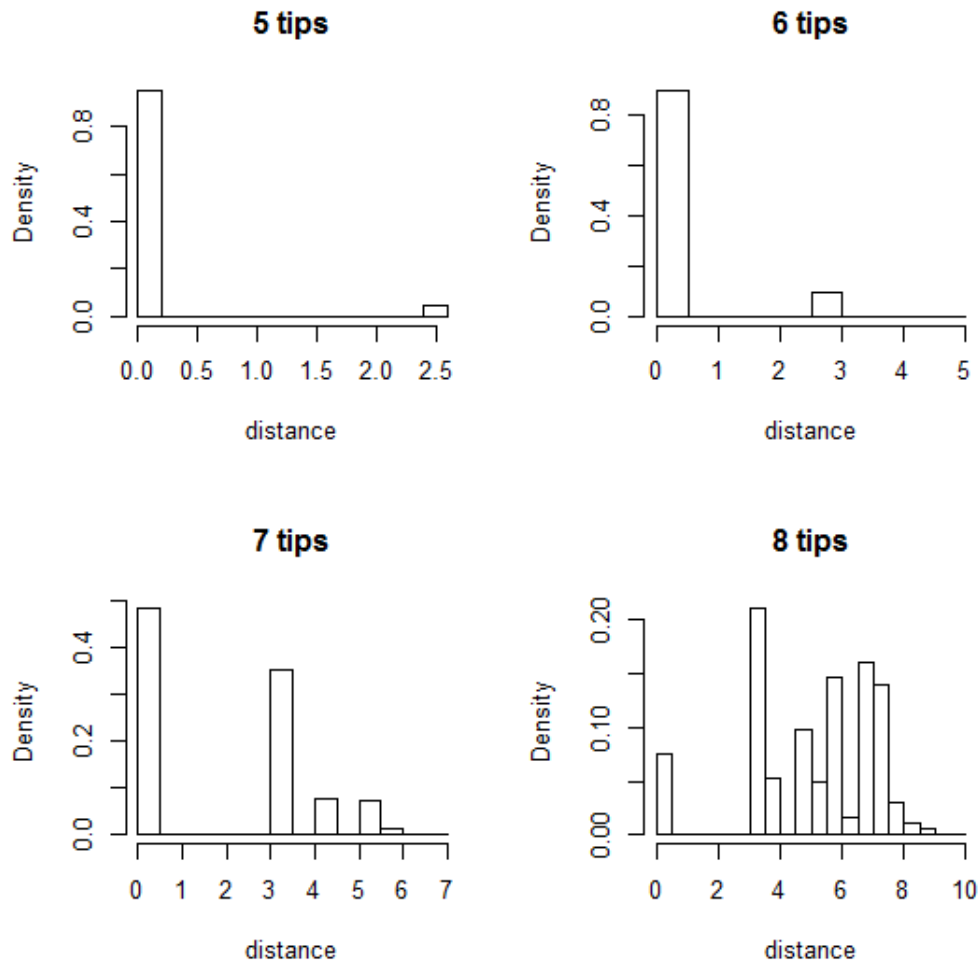 5 tips
Density
0.0 0.4 0.8
0.0 0.5 1.0 1.5 2.0 2.5
distance
6 tips
Density
0.0 0.4 0.8
0 1 2 3 4 5
distance
7 tips
Density
0.0 0.2 0.4
0 1 2 3 4 5 6 7
distance
8 tips
Density
0.00 0.10 0.20
0 2 4 6 8 10
distance